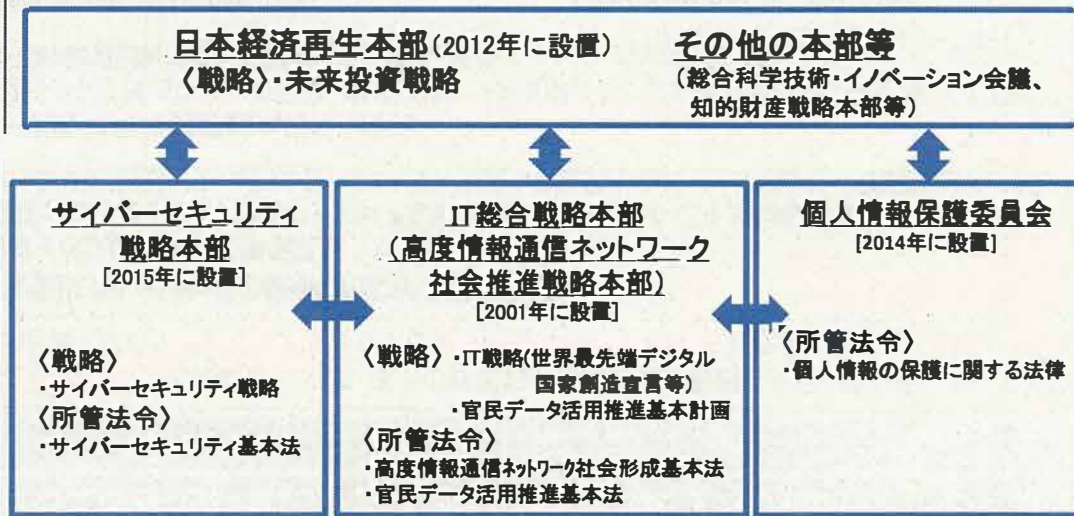 日本経済再生本部(2012年に設置)
〈戦略〉・未来投資戦略
その他の本部等
(総合科学技術・イノベーション会議、
知的財産戦略本部等)
サイバーセキュリティ
戦略本部
[2015年に設置]
〈戦略〉
・サイバーセキュリティ戦略
〈所管法令〉
・サイバーセキュリティ基本法
IT総合戦略本部
(高度情報通信ネットワーク
社会推進戦略本部)
[2001年に設置]
〈戦略〉・IT戦略(世界最先端デジタル
国家創造宣言等)
・官民データ活用推進基本計画
〈所管法令〉
・高度情報通信ネットワーク社会形成基本法
・官民データ活用推進基本法
個人情報保護委員会
[2014年に設置]
〈所管法令〉
・個人情報の保護に関する法律